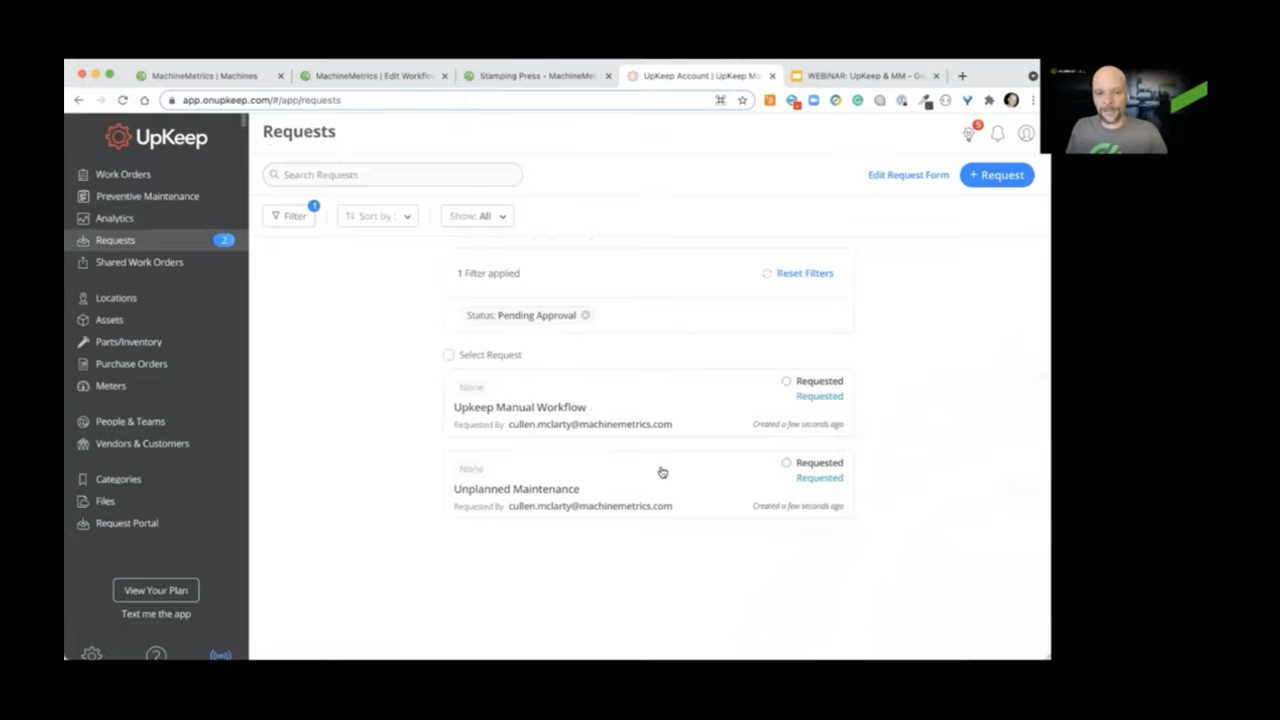 MachineMetrics | Machines
MachineMetrics | Edit Workflo
Stamping Press - MachineMet
UpKeep Account | UpKeep Ma
WEBINAR: UpKeep & MM - Go
app.onupkeep.com/#/app/requests
UpKeep
Work Orders
Preventive Maintenance
Analytics
Requests
2
Shared Work Orders
Locations
Assets
Parts/Inventory
Purchase Orders
Meters
People & Teams
Vendors & Customers
Categories
Files
Request Portal
View Your Plan
Text me the app
Requests
5
Search Requests
Edit Request Form
+ Request
Filter
1
Sort by :
Show: All
1 Filter applied
Reset Filters
Status: Pending Approval
Select Request
None
Requested
Requested
Upkeep Manual Workflow
Requested By cullen.mclarty@machinemetrics.com
Created a few seconds ago
None
Requested
Requested
Unplanned Maintenance
Requested By cullen.mclarty@machinemetrics.com
Created a few seconds ago